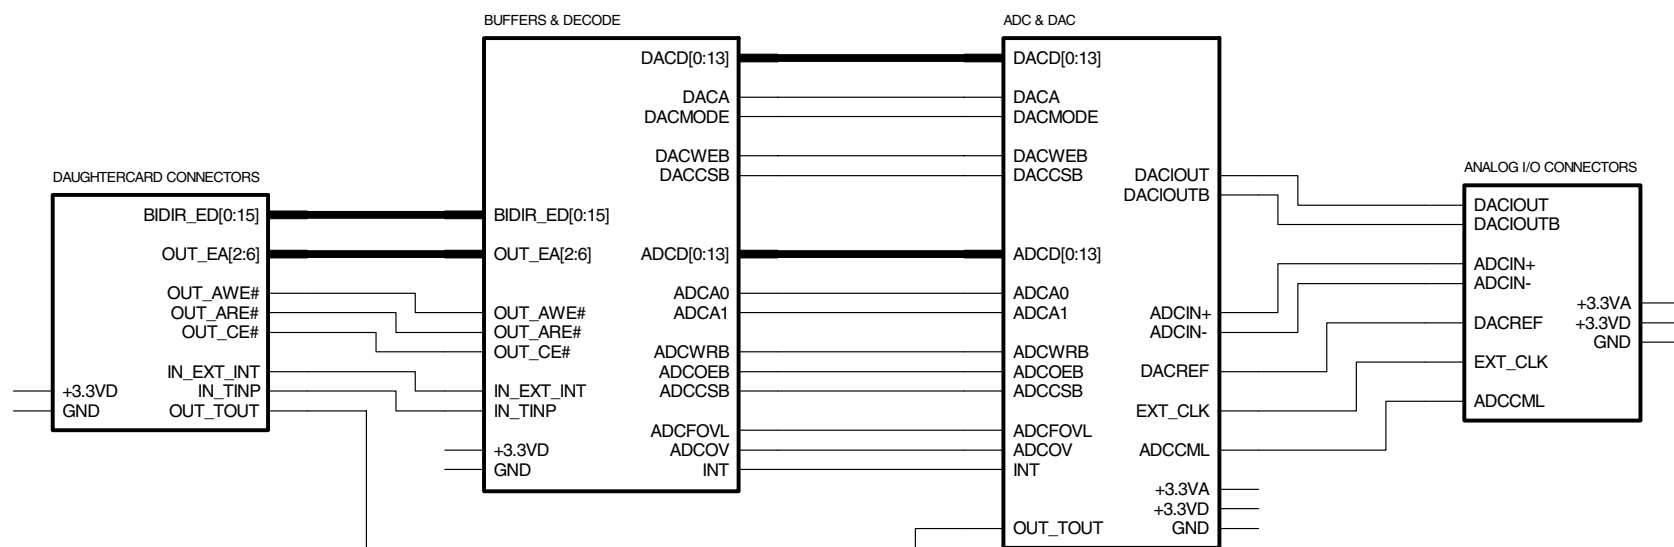 BUFFERS & DECODE
ADC & DAC
DAUGHTERCARD CONNECTORS
ANALOG I/O CONNECTORS
BIDIR_ED[0:15]
OUT_EA[2:6]
OUT_AWE#
OUT_ARE#
OUT_CE#
IN_EXT_INT
IN_TINP
OUT_TOUT
+3.3VD
GND
BIDIR_ED[0:15]
OUT_EA[2:6]
OUT_AWE#
OUT_ARE#
OUT_CE#
IN_EXT_INT
IN_TINP
+3.3VD
GND
DACD[0:13]
DACA
DACMODE
DACWEB
DACCSB
ADCD[0:13]
ADCA0
ADCA1
ADCWRB
ADCOEB
ADCCSB
ADCFOVL
ADCOV
INT
DACD[0:13]
DACA
DACMODE
DACWEB
DACCSB
ADCD[0:13]
ADCA0
ADCA1
ADCWRB
ADCOEB
ADCCSB
ADCFOVL
ADCOV
INT
OUT_TOUT
DACIOUT
DACIOUTB
ADCIN+
ADCIN-
DACREF
EXT_CLK
ADCCML
+3.3VA
+3.3VD
GND
DACIOUT
DACIOUTB
ADCIN+
ADCIN-
DACREF
EXT_CLK
ADCCML
+3.3VA
+3.3VD
GND